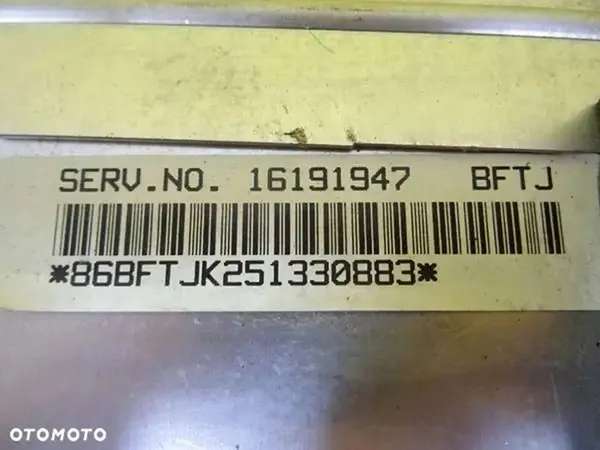 SERV.NO. 16191947 BFTJ
*86BFTJK251330883*
OTOMOTO